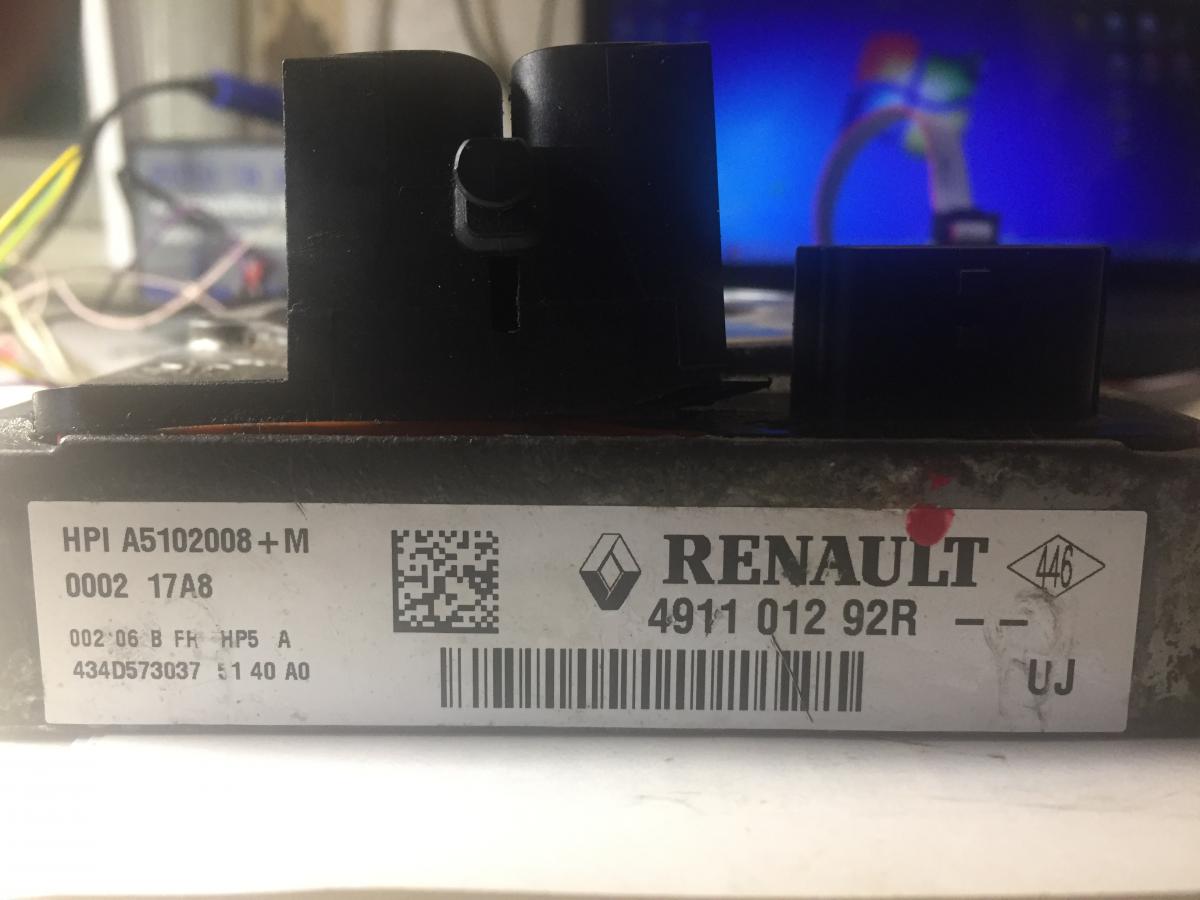 HPI A5102008+M
0002 17A8
002 06 B FH HP5 A
434D573037 51 40 A0
RENAULT
446
4911 012 92R --
UJ